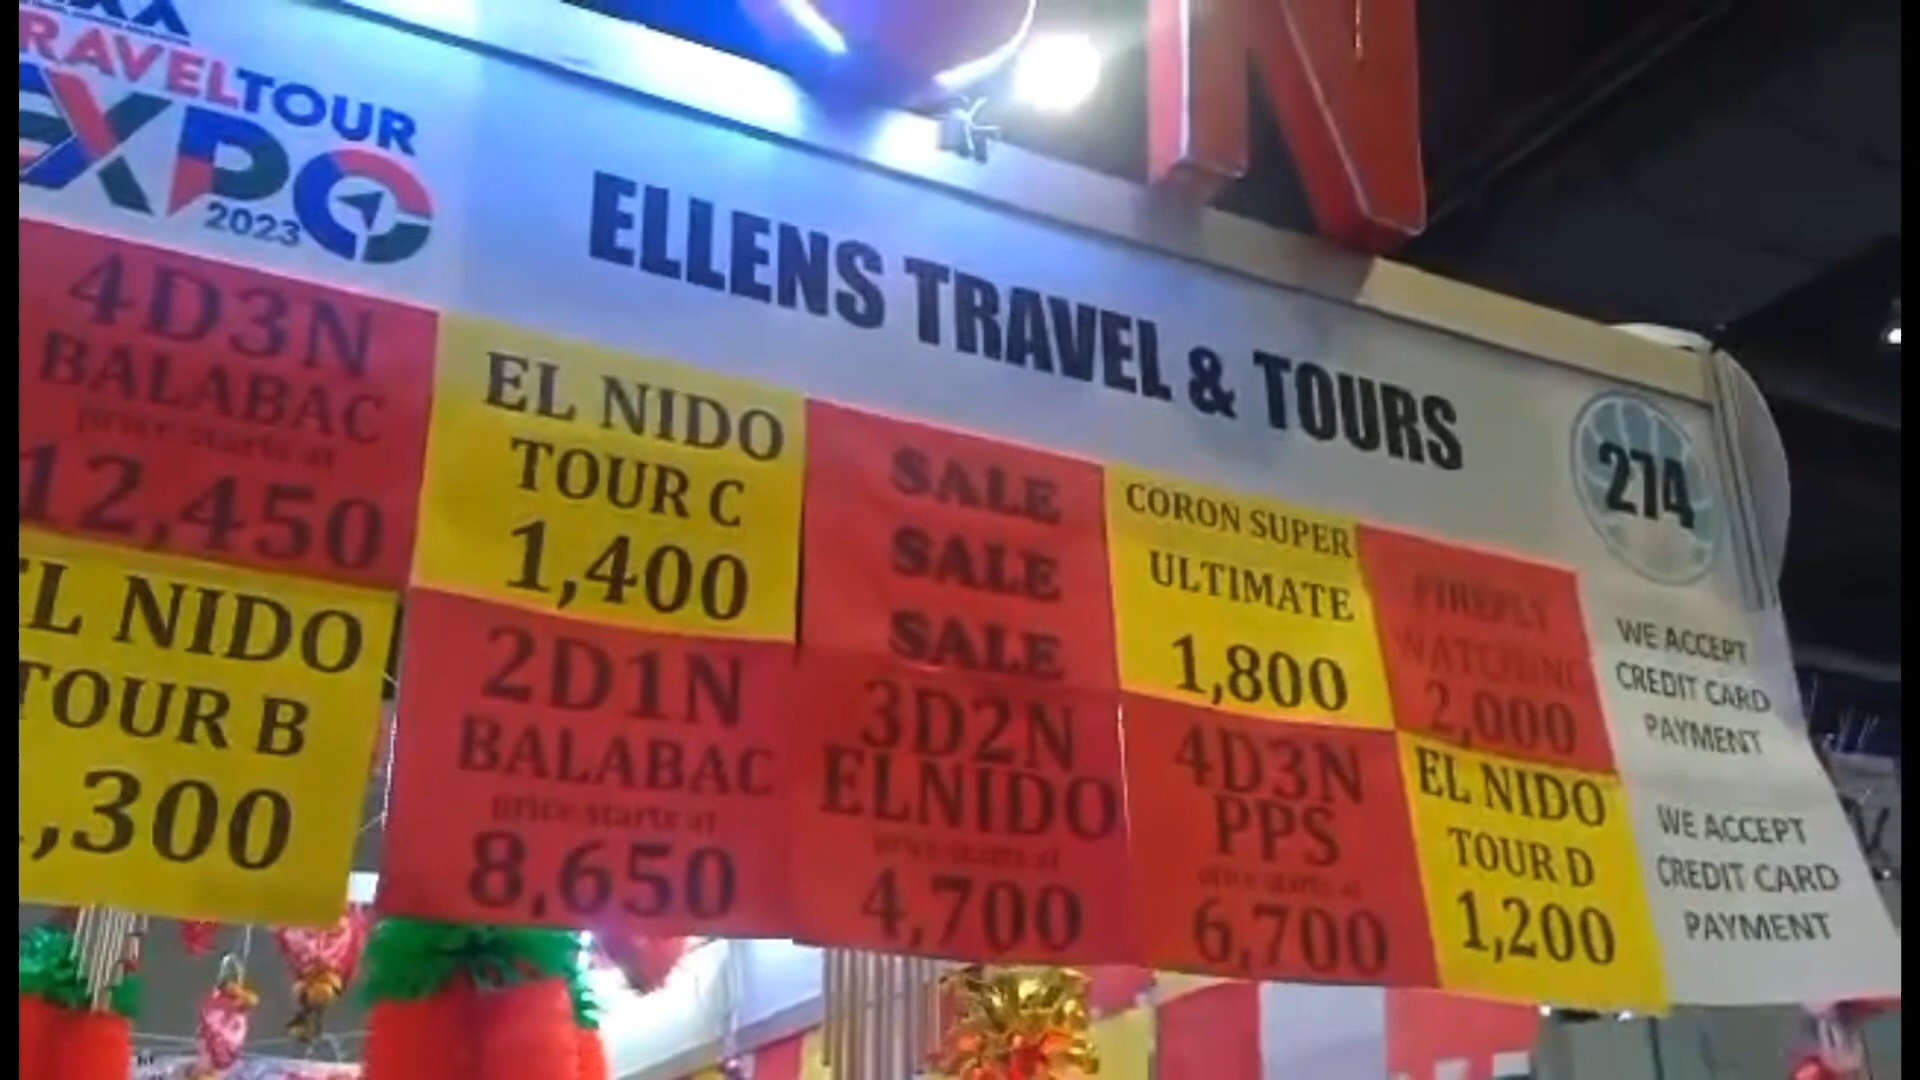 TRAVELTOUR
EXPO
2023
ELLENS TRAVEL & TOURS
274
4D3N
BALABAC
price starts at
12,450
EL NIDO
TOUR C
1,400
SALE
SALE
SALE
CORON SUPER
ULTIMATE
1,800
FIREFLY
WATCHING
2,000
WE ACCEPT
CREDIT CARD
PAYMENT
EL NIDO
TOUR B
,300
2D1N
BALABAC
price starts at
8,650
3D2N
ELNIDO
price starts at
4,700
4D3N
PPS
price starts at
6,700
EL NIDO
TOUR D
1,200
WE ACCEPT
CREDIT CARD
PAYMENT